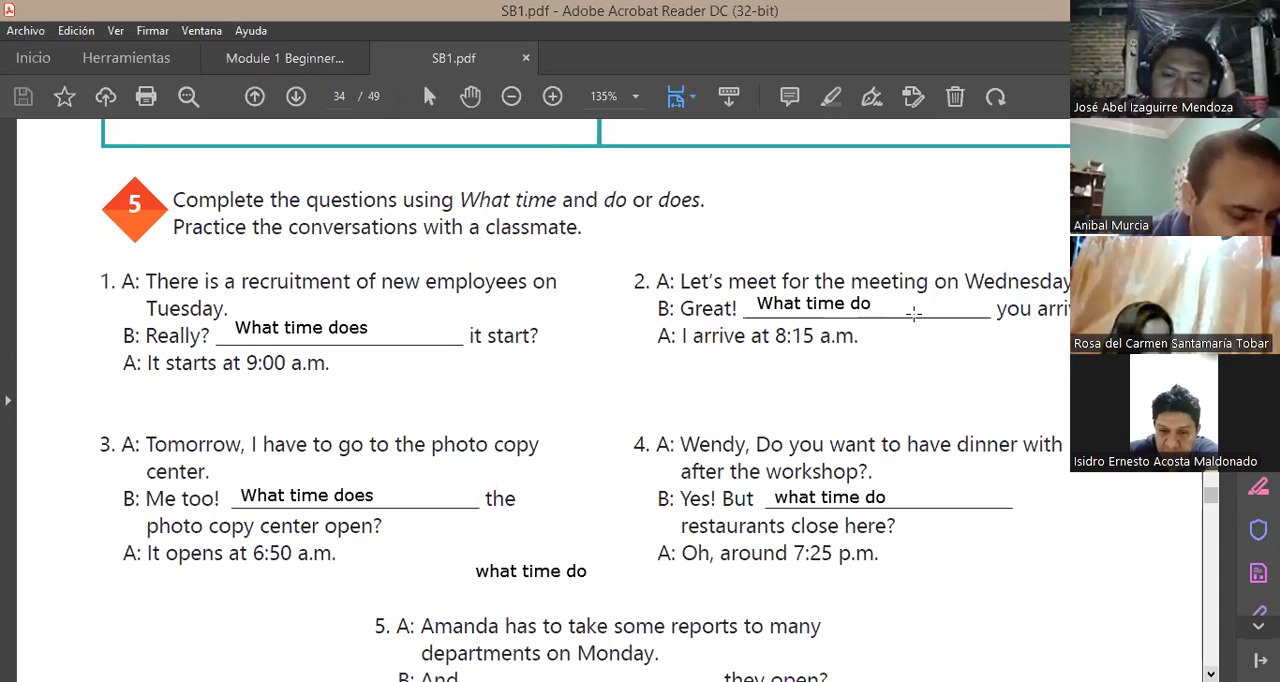 SB1.pdf - Adobe Acrobat Reader DC (32-bit)
Archivo Edición Ver Firmar Ventana Ayuda
Inicio Herramientas Module 1 Beginner... SB1.pdf ×
34 / 49 135%
5 Complete the questions using What time and do or does.
Practice the conversations with a classmate.
1. A: There is a recruitment of new employees on
Tuesday.
B: Really? What time does it start?
A: It starts at 9:00 a.m.
2. A: Let's meet for the meeting on Wednesday
B: Great! What time do you arri
A: I arrive at 8:15 a.m.
3. A: Tomorrow, I have to go to the photo copy
center.
B: Me too! What time does the
photo copy center open?
A: It opens at 6:50 a.m.
4. A: Wendy, Do you want to have dinner with
after the workshop?.
B: Yes! But what time do
restaurants close here?
A: Oh, around 7:25 p.m.
what time do
5. A: Amanda has to take some reports to many
departments on Monday.
B: And they open?
José Abel Izaguirre Mendoza
Anibal Murcia
Rosa del Carmen Santamaría Tobar
Isidro Ernesto Acosta Maldonado